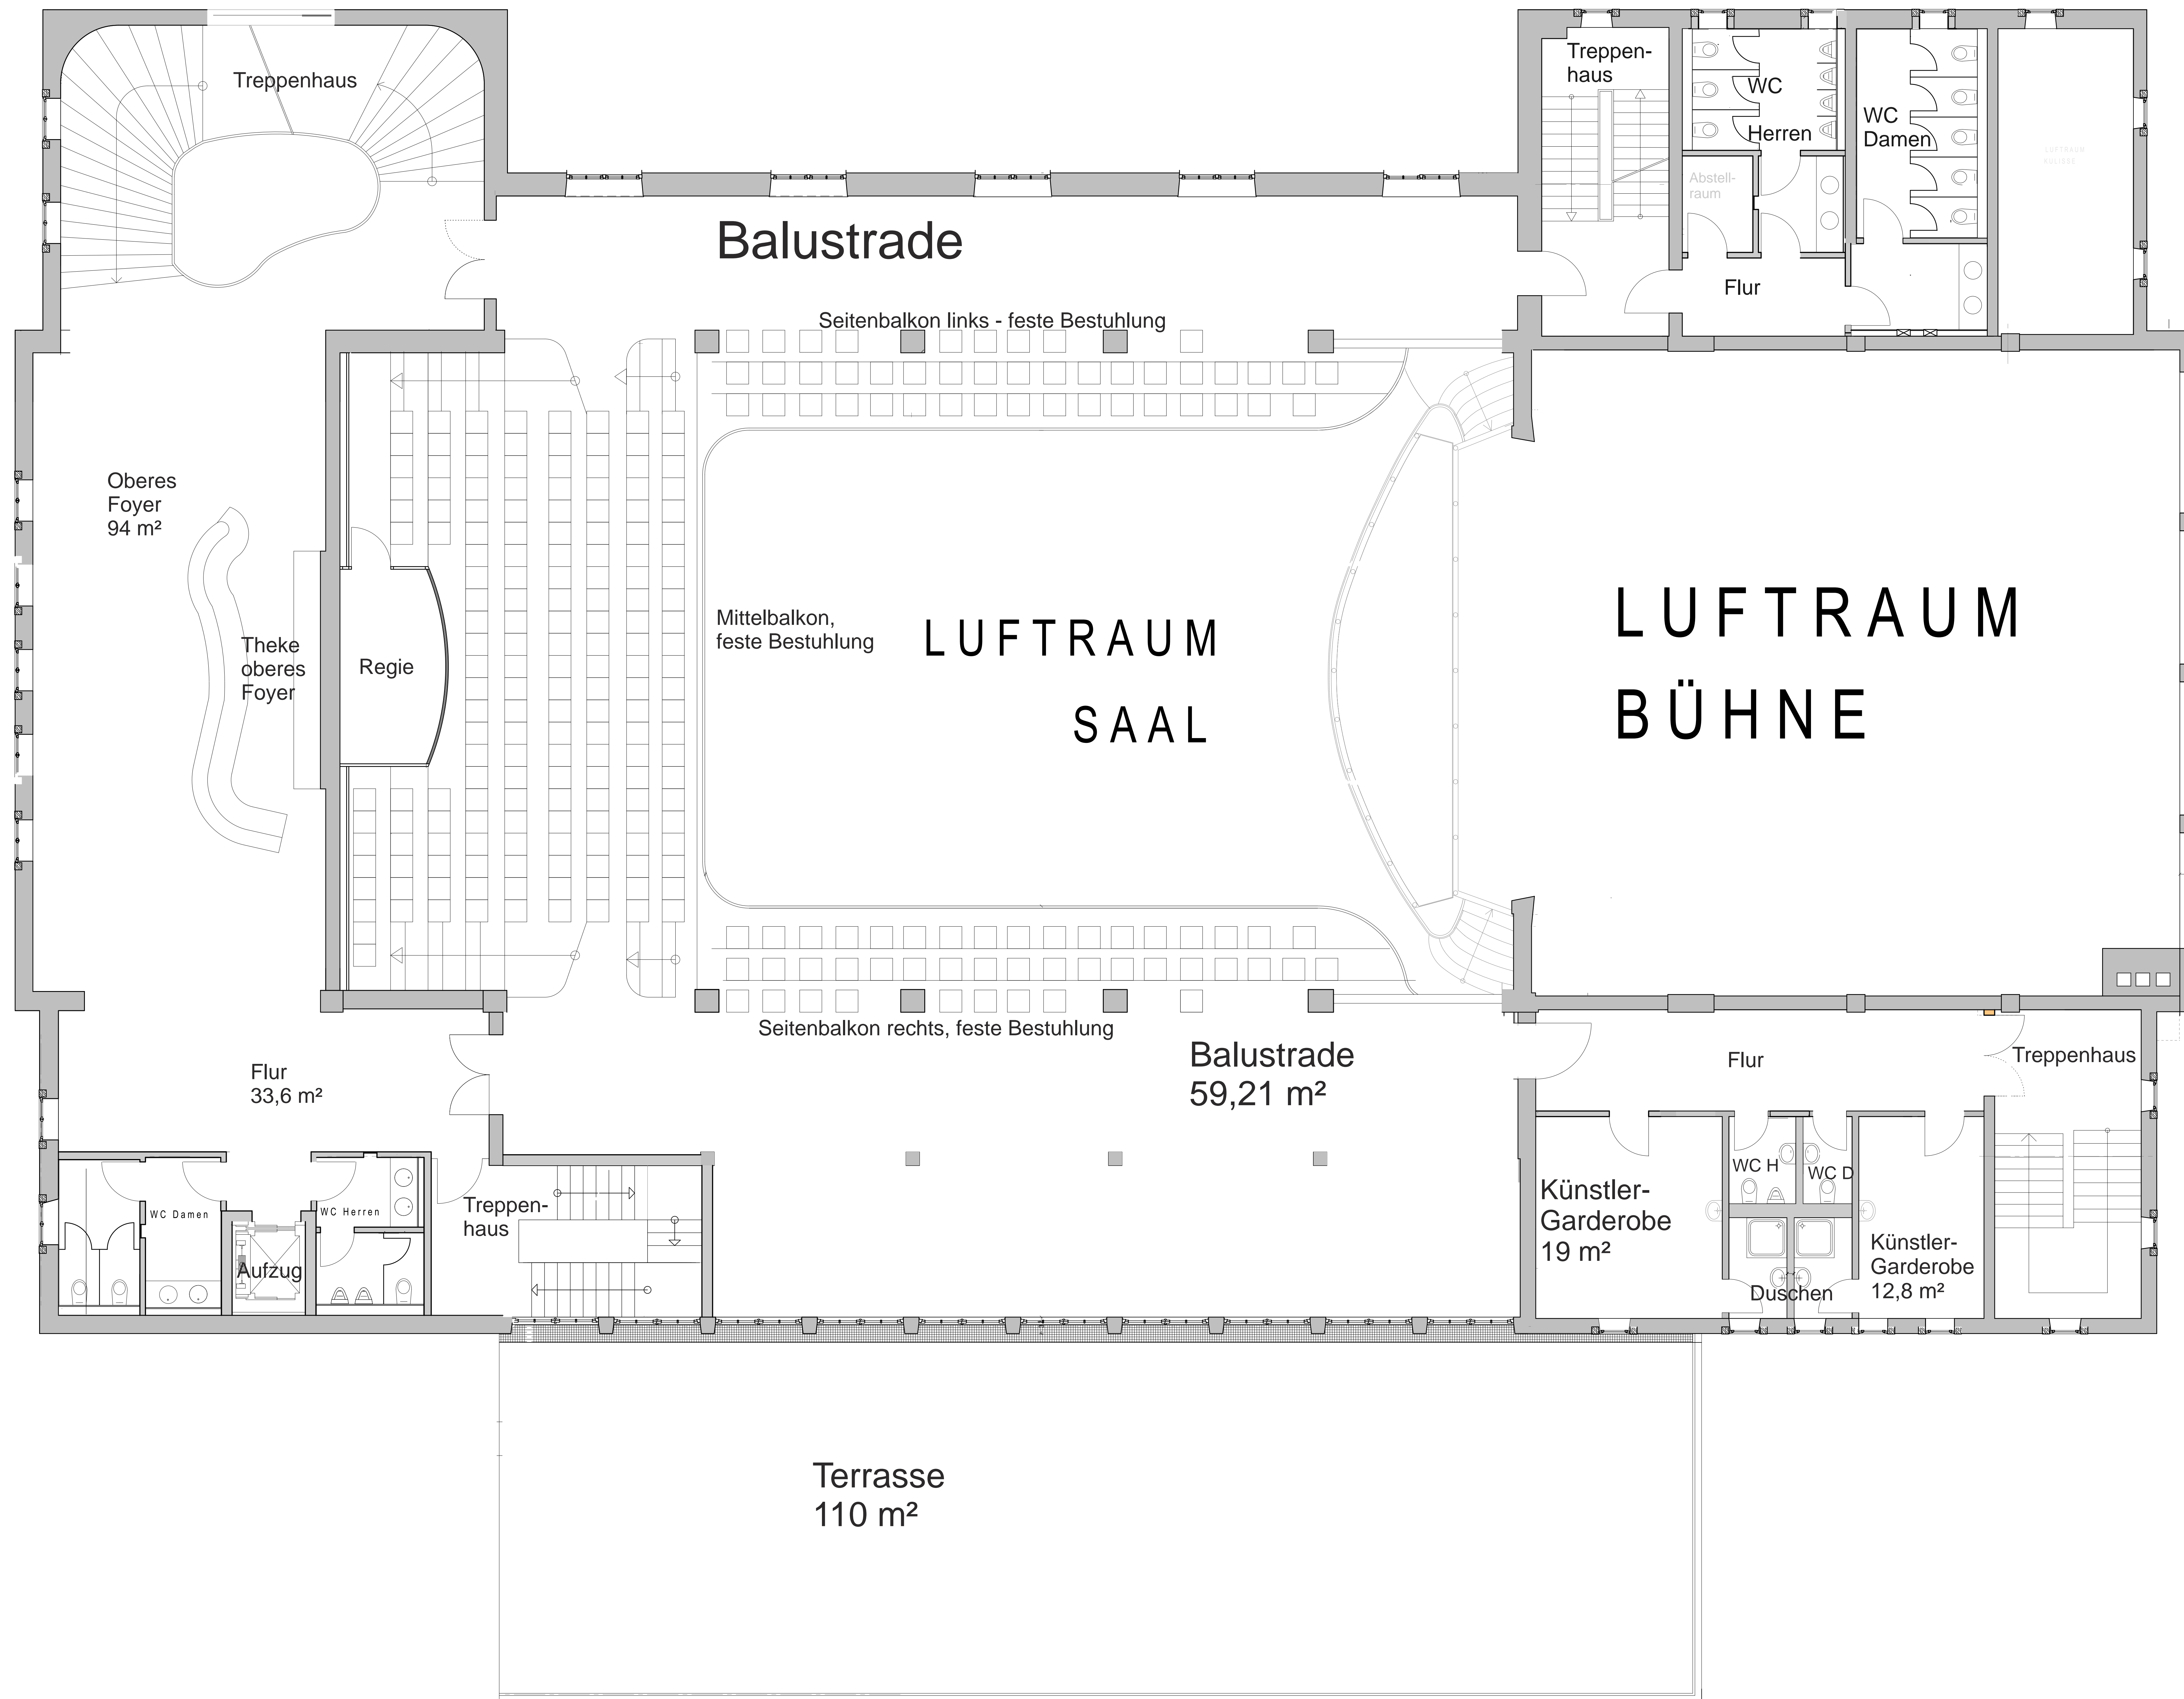 Treppenhaus
Treppen-
haus
WC
Herren
WC
Damen
LUFTRAUM
KULISSE
Abstell-
raum
Balustrade
Flur
Seitenbalkon links - feste Bestuhlung
Oberes
Foyer
94 m²
Theke
oberes
Foyer
Regie
Mittelbalkon,
feste Bestuhlung
LUFTRAUM
SAAL
LUFTRAUM
BÜHNE
Seitenbalkon rechts, feste Bestuhlung
Balustrade
59,21 m²
Flur
Treppenhaus
Flur
33,6 m²
WC Damen
WC Herren
Aufzug
Treppen-
haus
Künstler-
Garderobe
19 m²
WC H
WC D
Duschen
Künstler-
Garderobe
12,8 m²
Terrasse
110 m²